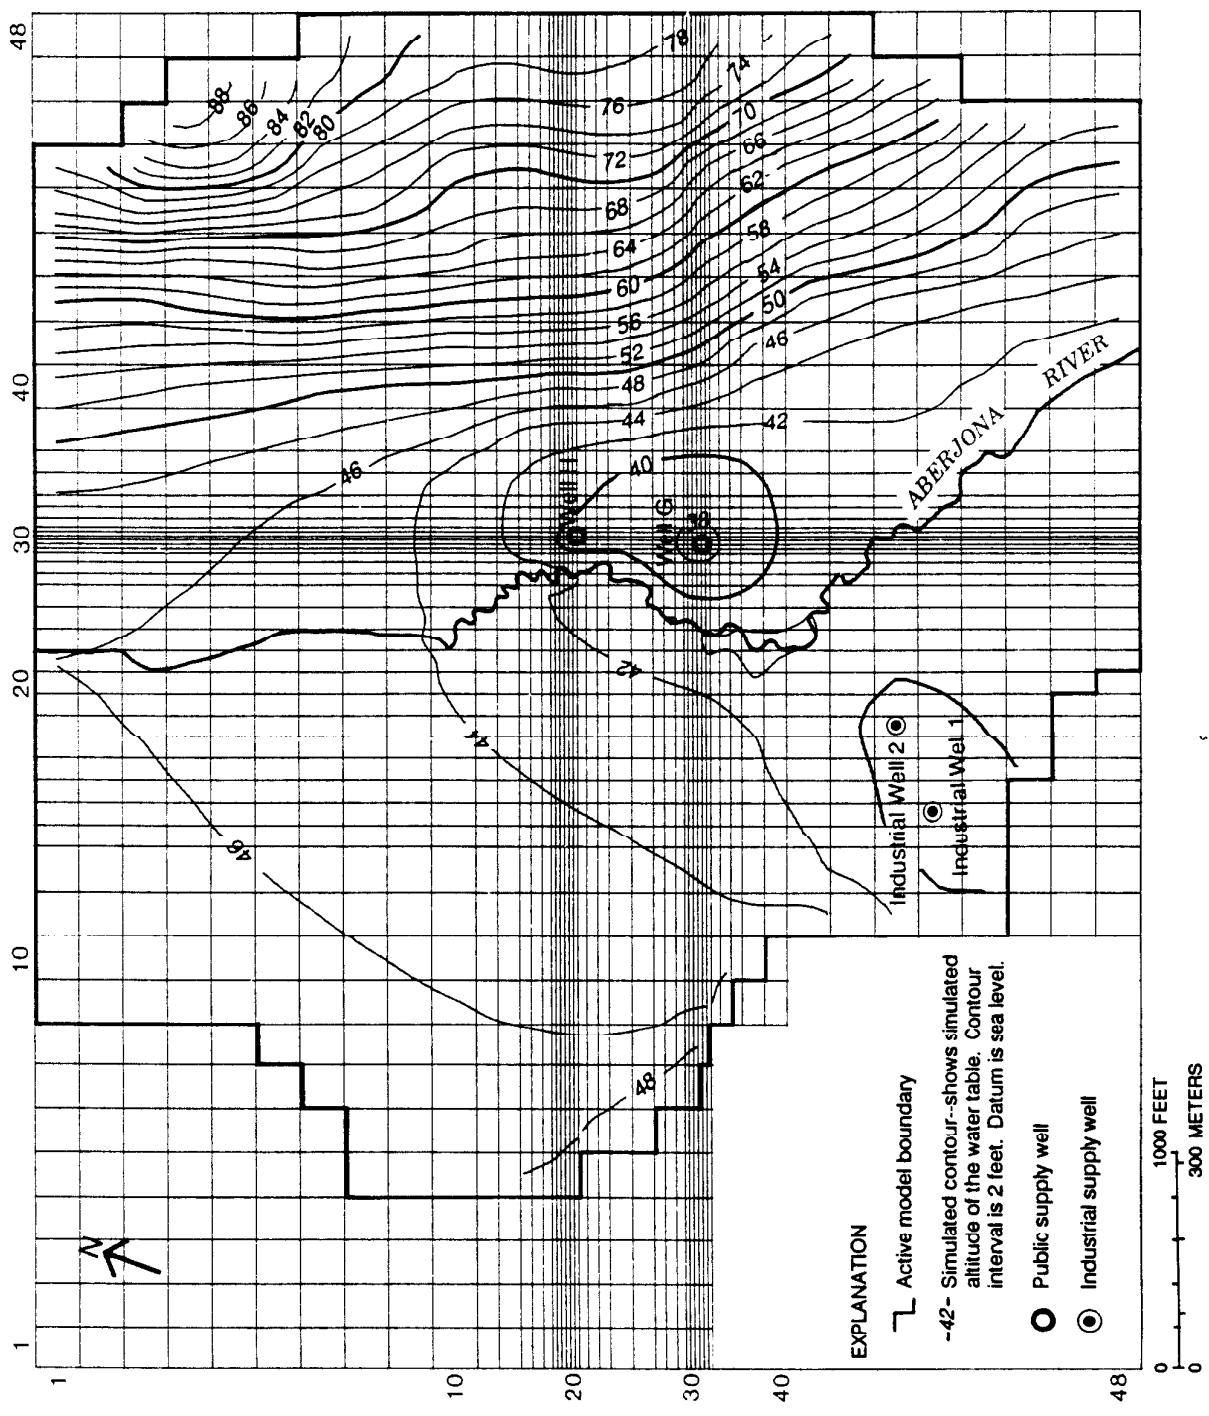 48
40
30
20
10
1
1
10
20
30
40
48
88
86
84
82
80
78
76
74
72
70
68
66
64
62
60
58
56
54
52
50
48
46
44
42
46
40
38
Well H
Well G
42
44
46
48
ABERJONA RIVER
Industrial Well 2
Industrial Wel 1
N
EXPLANATION
Active model boundary
-42- Simulated contour--shows simulated
altitude of the water table. Contour
interval is 2 feet. Datum is sea level.
Public supply well
Industrial supply well
0 1000 FEET
0 300 METERS